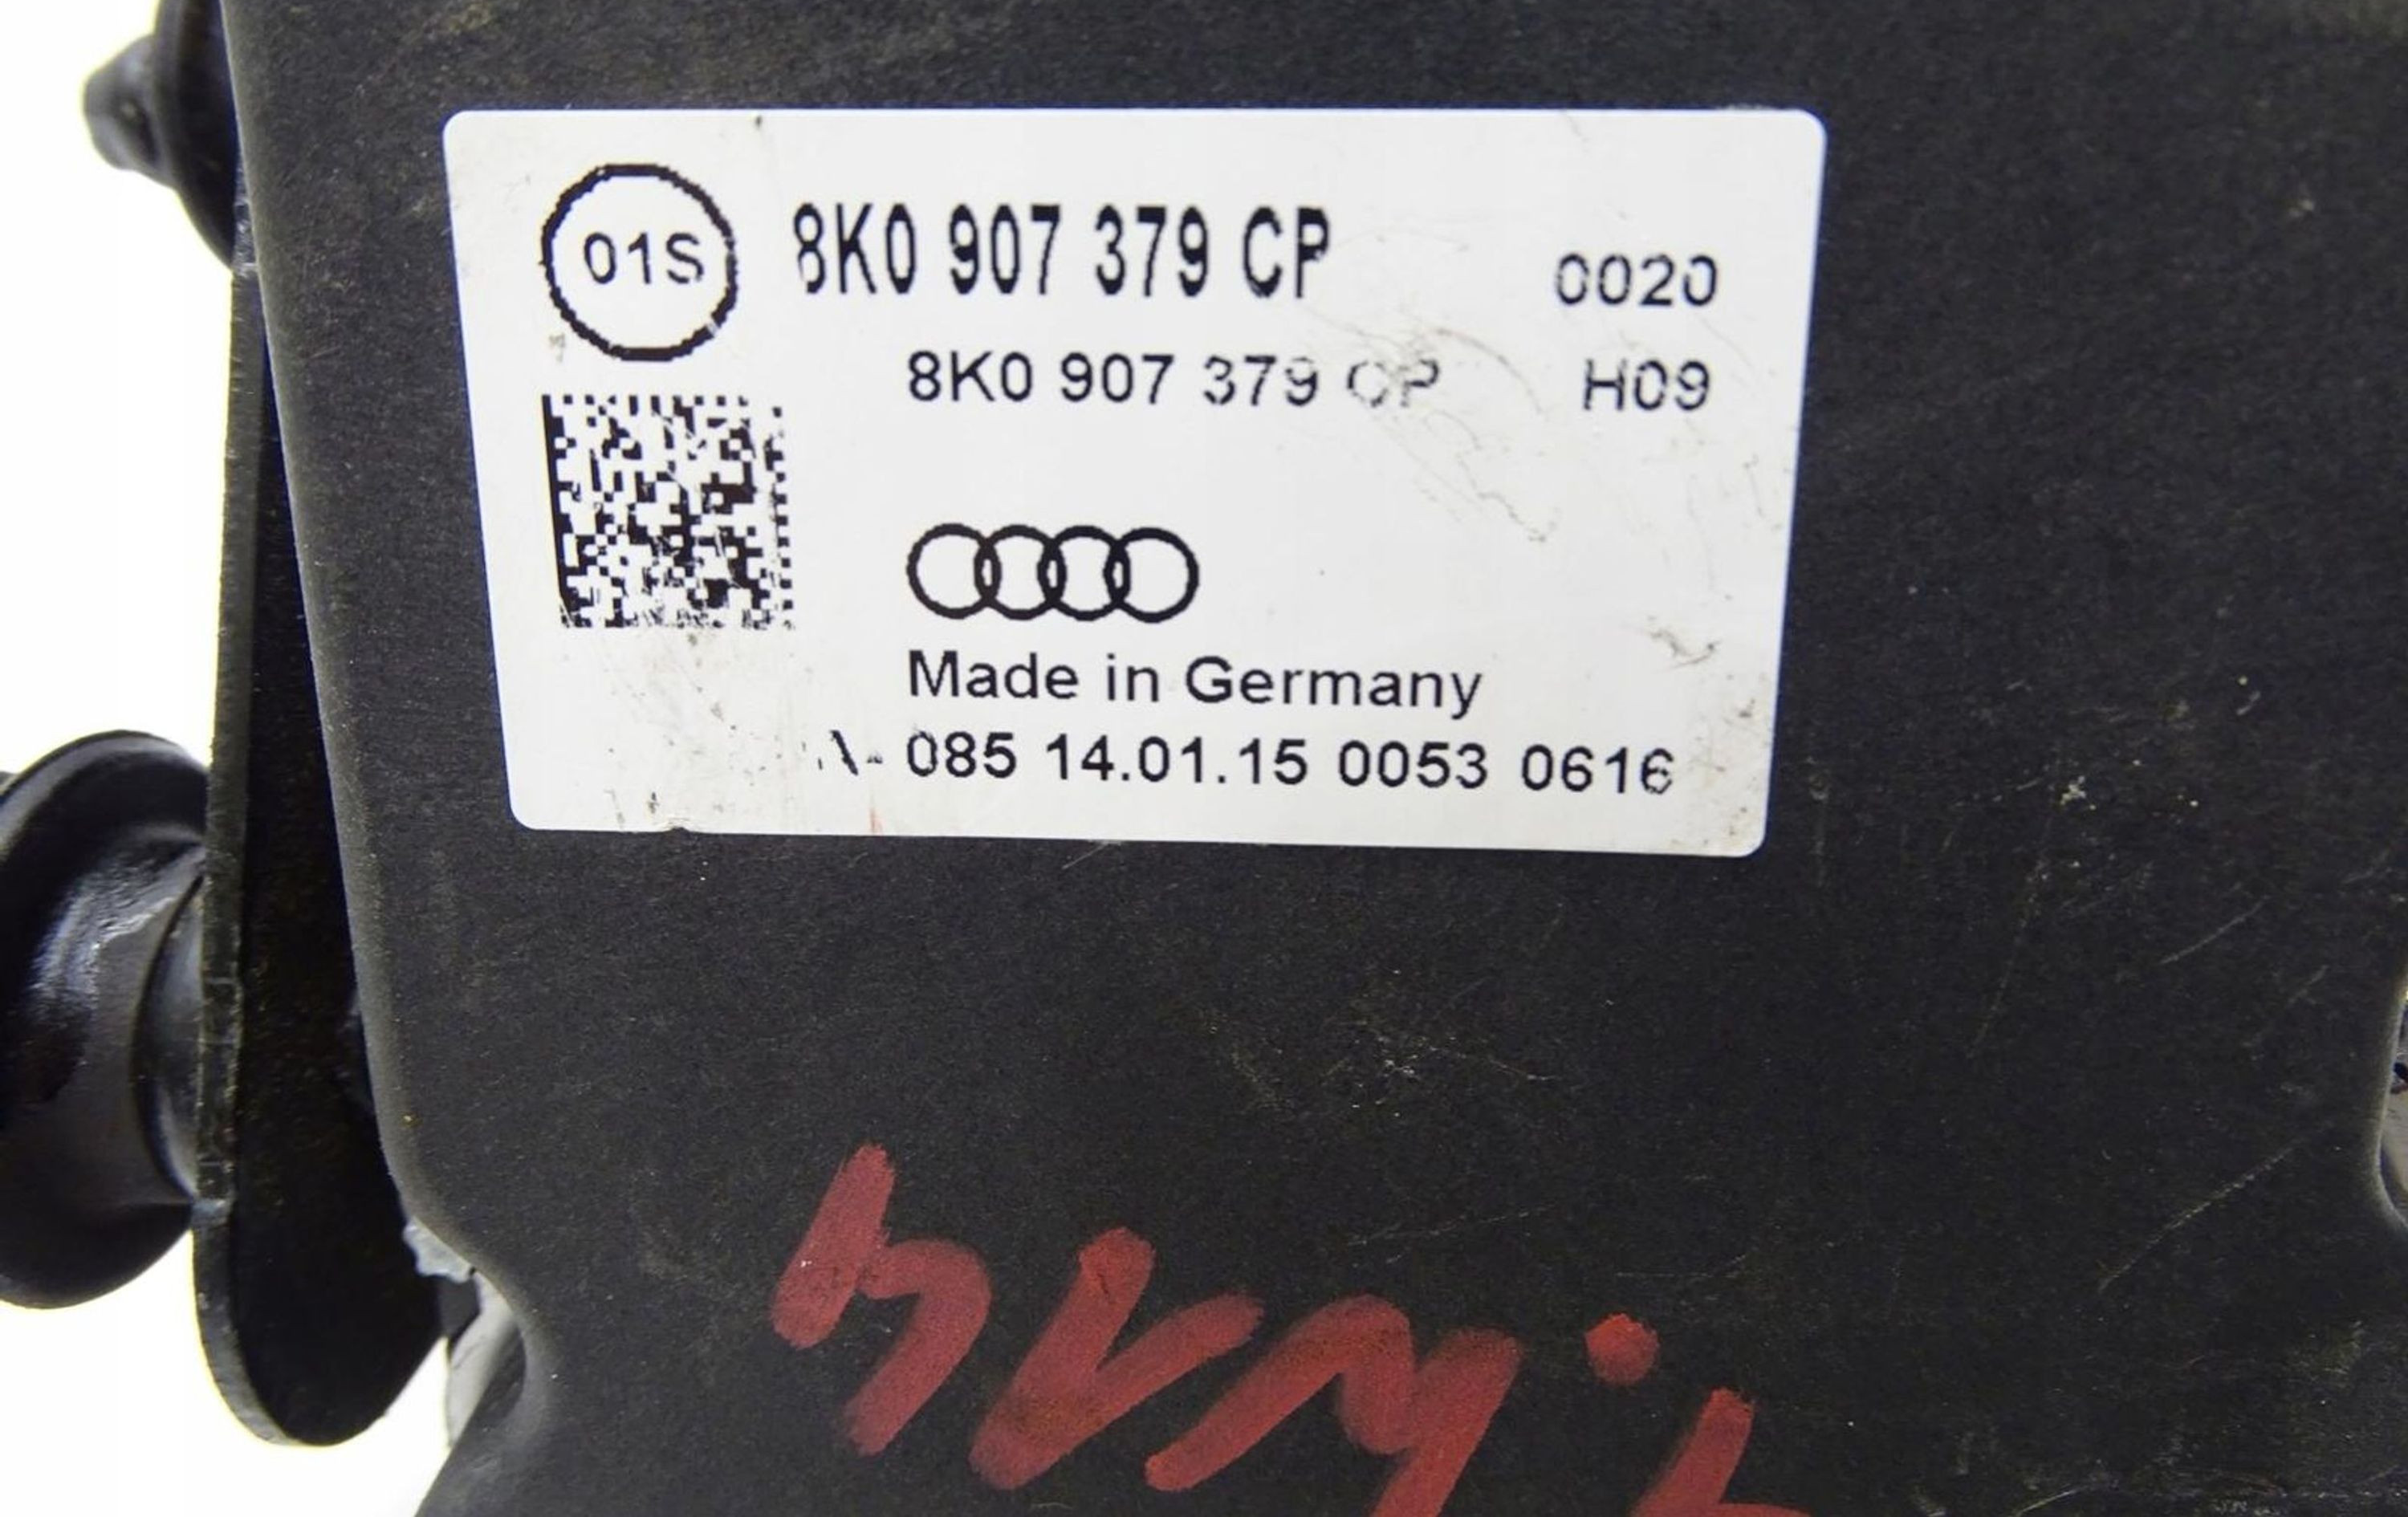 01S 8K0 907 379 CP 0020
8K0 907 379 CP H09
Made in Germany
085 14.01.15 0053 0616